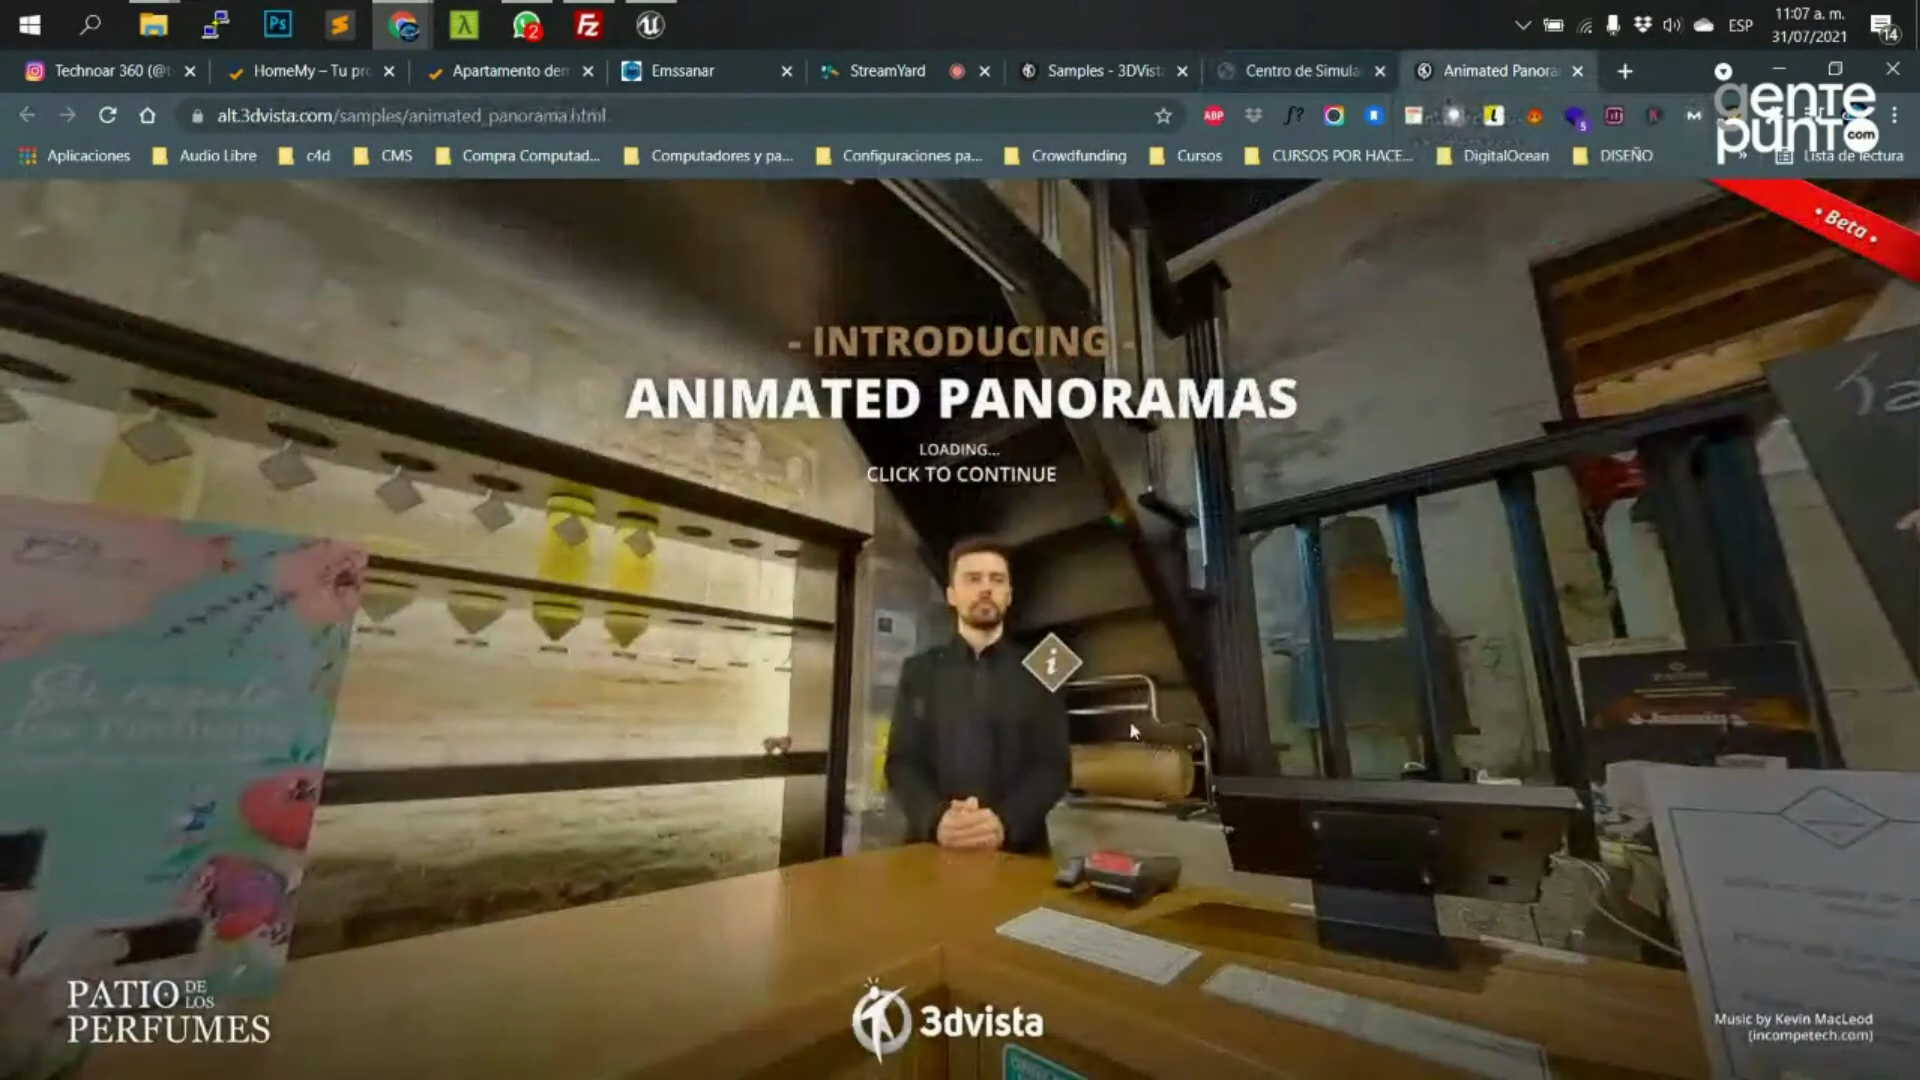 11:07 a. m.
ESP
31/07/2021
14
Technoar 360 (@t
HomeMy – Tu pro
Apartamento den
Emssanar
StreamYard
Samples - 3DVist
Centro de Simula
Animated Panora
alt.3dvista.com/samples/animated_panorama.html
ABP
gente
punto
.com
Aplicaciones
Audio Libre
c4d
CMS
Compra Computad...
Computadores y pa...
Configuraciones pa...
Crowdfunding
Cursos
CURSOS POR HACE...
DigitalOcean
DISEÑO
Lista de lectura
• Beta •
- INTRODUCING -
ANIMATED PANORAMAS
LOADING...
CLICK TO CONTINUE
i
PATIO DE LOS
PERFUMES
3dvista
Music by Kevin MacLeod
(incompetech.com)